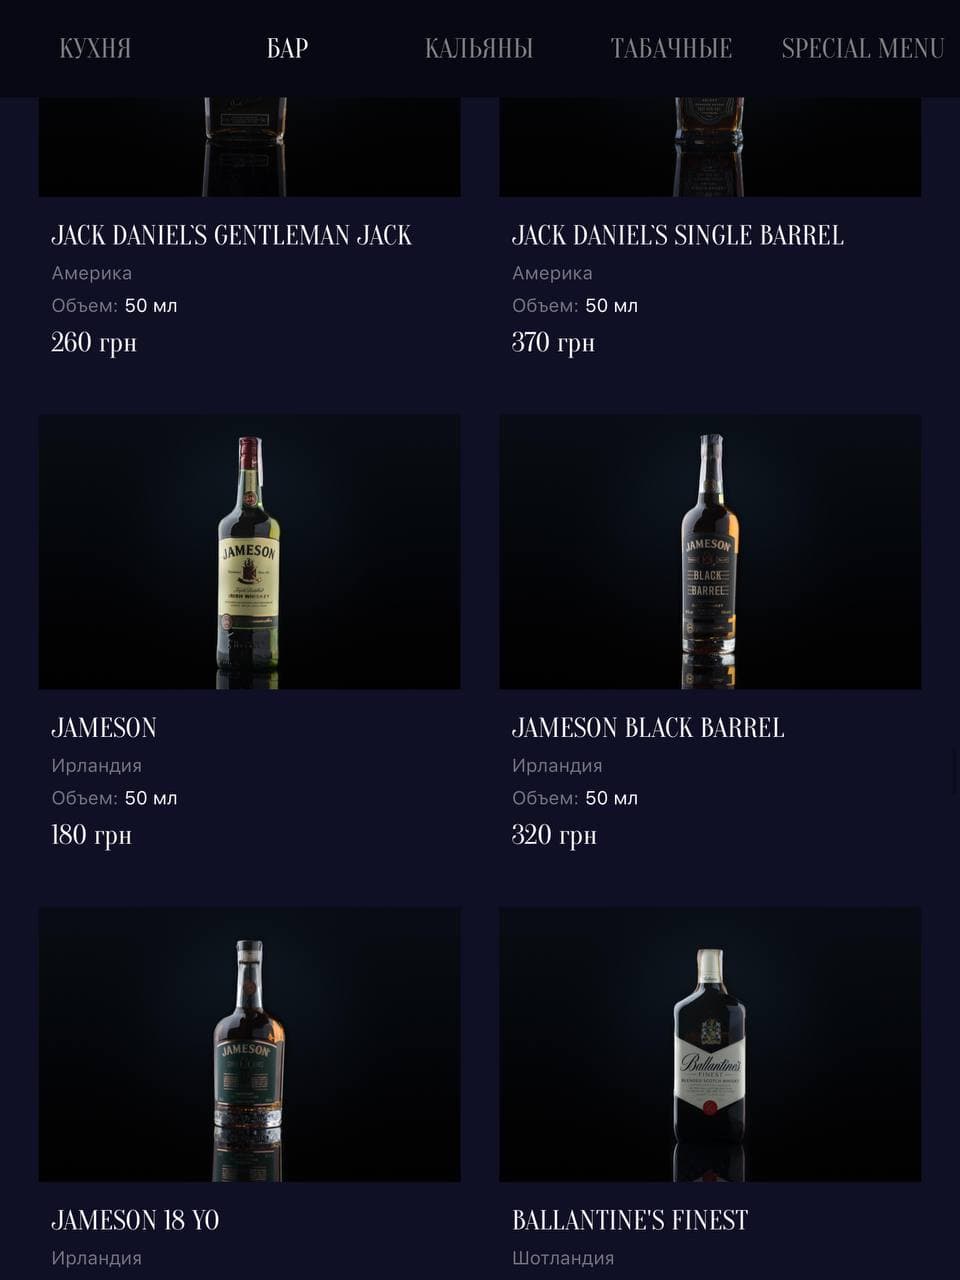 КУХНЯ БАР КАЛЬЯНЫ ТАБАЧНЫЕ SPECIAL MENU
JACK DANIEL`S GENTLEMAN JACK
Америка
Объем: 50 мл
260 грн
JACK DANIEL`S SINGLE BARREL
Америка
Объем: 50 мл
370 грн
JAMESON
IRISH WHISKEY
JAMESON
Ирландия
Объем: 50 мл
180 грн
JAMESON
BLACK
BARREL
JAMESON BLACK BARREL
Ирландия
Объем: 50 мл
320 грн
JAMESON
JAMESON 18 YO
Ирландия
Ballantine's
FINEST
BLENDED SCOTCH WHISKY
BALLANTINE'S FINEST
Шотландия